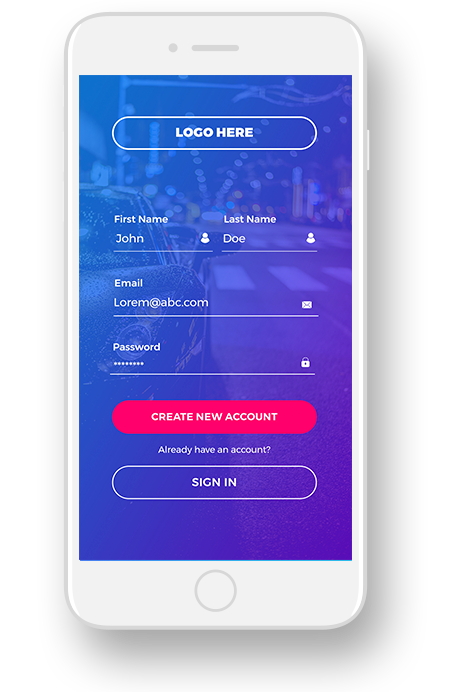 LOGO HERE
First Name Last Name
John Doe
Email
Lorem@abc.com
Password
********
CREATE NEW ACCOUNT
Already have an account?
SIGN IN